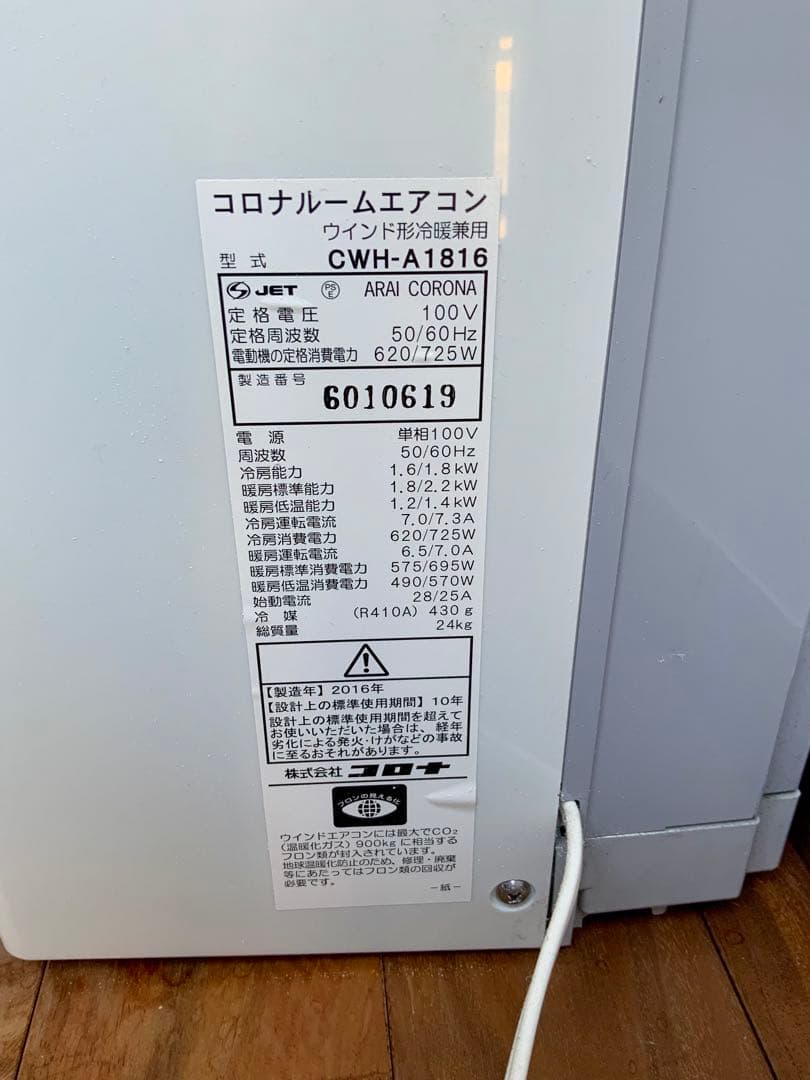 コロナルームエアコン
ウインド形冷暖兼用
型式 CWH-A1816
JET PSE ARAI CORONA
定格電圧 100V
定格周波数 50/60Hz
電動機の定格消費電力 620/725W
製造番号 6010619
電源 単相100V
周波数 50/60Hz
冷房能力 1.6/1.8kW
暖房標準能力 1.8/2.2kW
暖房低温能力 1.2/1.4kW
冷房運転電流 7.0/7.3A
冷房消費電力 620/725W
暖房運転電流 6.5/7.0A
暖房標準消費電力 575/695W
暖房低温消費電力 490/570W
始動電流 28/25A
冷媒 (R410A) 430g
総質量 24kg
【製造年】2016年
【設計上の標準使用期間】10年
設計上の標準使用期間を超えて
お使いいただいた場合は、経年
劣化による発火・けがなどの事故
に至るおそれがあります。
株式会社 コロナ
フロンの見える化
ウインドエアコンには最大でCO₂
(温暖化ガス)900kgに相当する
フロン類が封入されています。
地球温暖化防止のため、修理・廃棄
等にあたってはフロン類の回収が
必要です。
－紙－